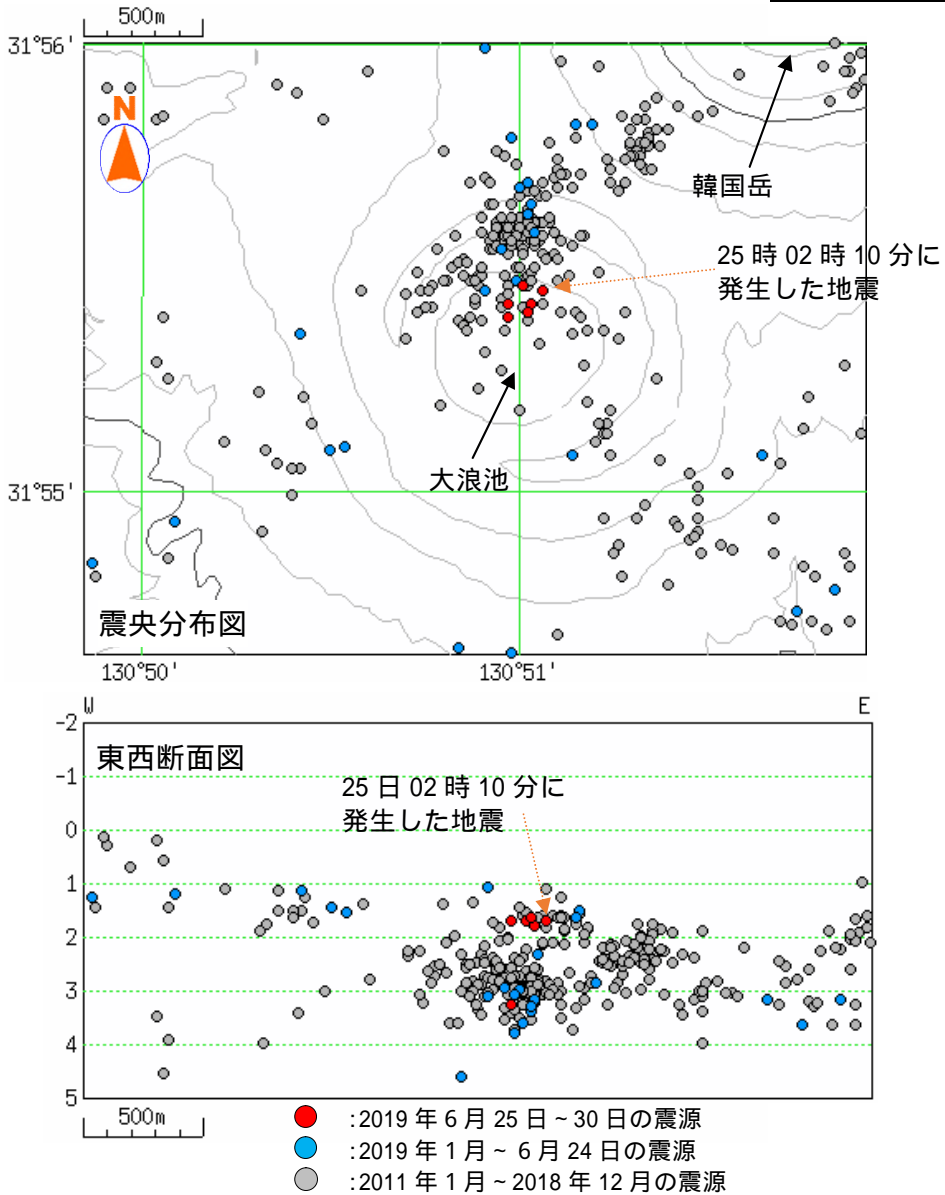 500m
31°56'
N
韓国岳
25 時 02 時 10 分に
発生した地震
大浪池
31°55'
震央分布図
130°50'
130°51'
W
E
-2
東西断面図
-1
25 日 02 時 10 分に
発生した地震
0
1
2
3
4
5
500m
:2019 年 6 月 25 日 ~ 30 日の震源
:2019 年 1 月 ~ 6 月 24 日の震源
:2011 年 1 月 ~ 2018 年 12 月の震源